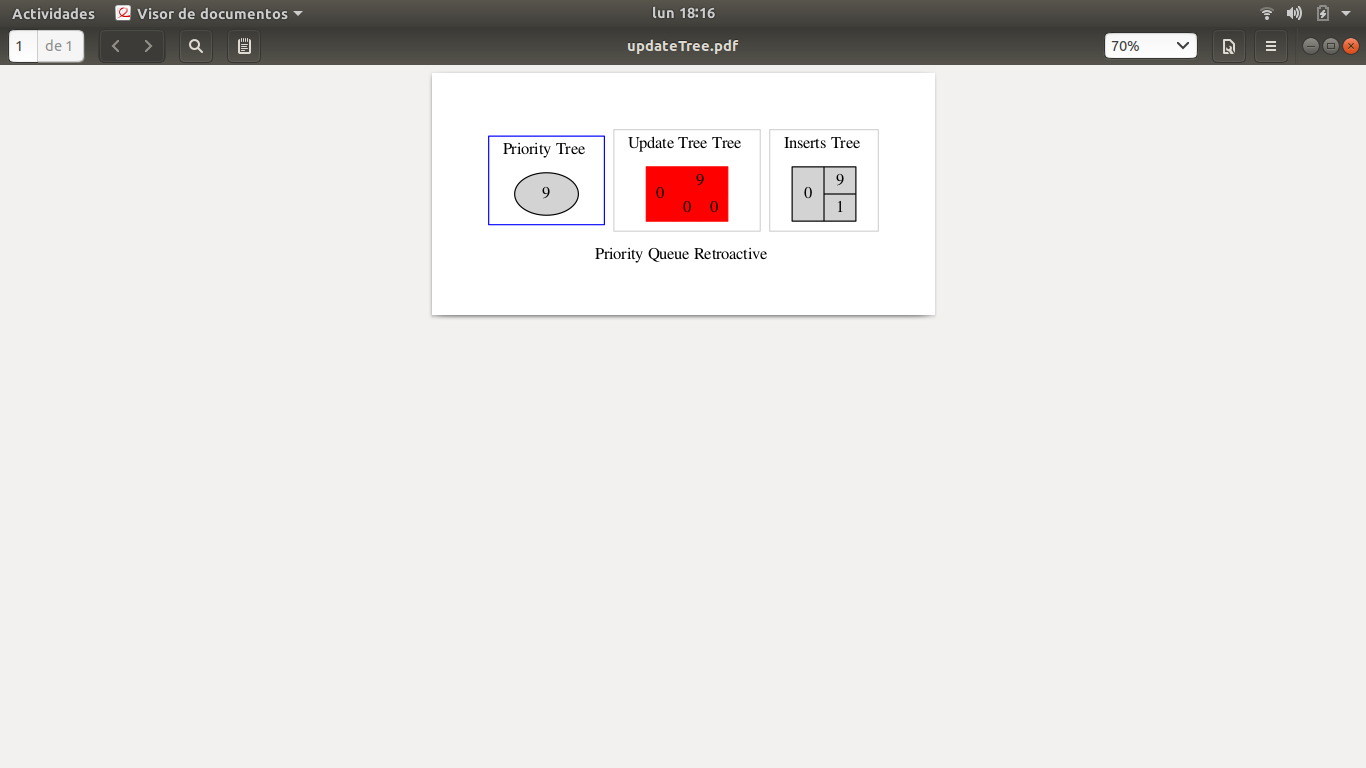 Actividades Visor de documentos lun 18:16
1 de 1 updateTree.pdf 70%
Priority Tree Update Tree Tree Inserts Tree
9 0 9 0 0 0 9 1
Priority Queue Retroactive